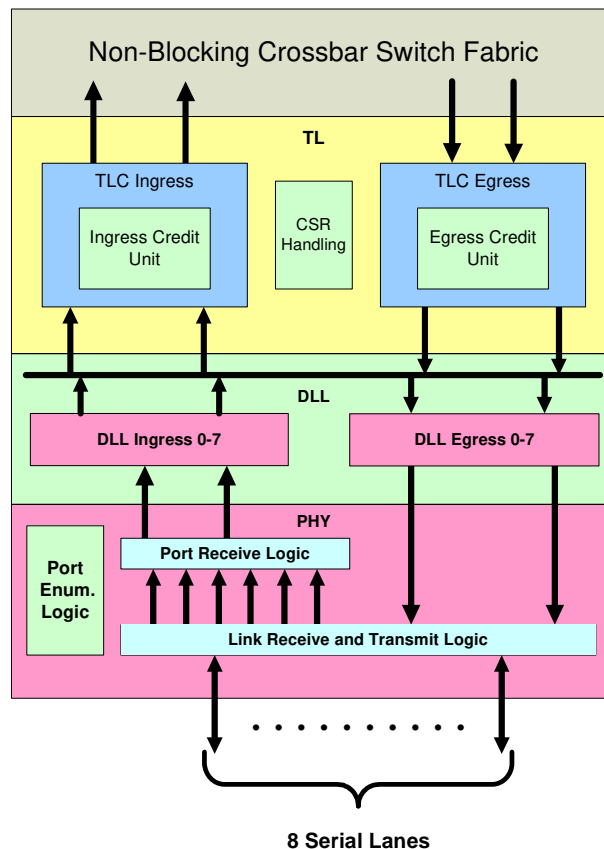 Non-Blocking Crossbar Switch Fabric
TL
TLC Ingress
Ingress Credit
Unit
CSR
Handling
TLC Egress
Egress Credit
Unit
DLL
DLL Ingress 0-7
DLL Egress 0-7
PHY
Port
Enum.
Logic
Port Receive Logic
Link Receive and Transmit Logic
8 Serial Lanes